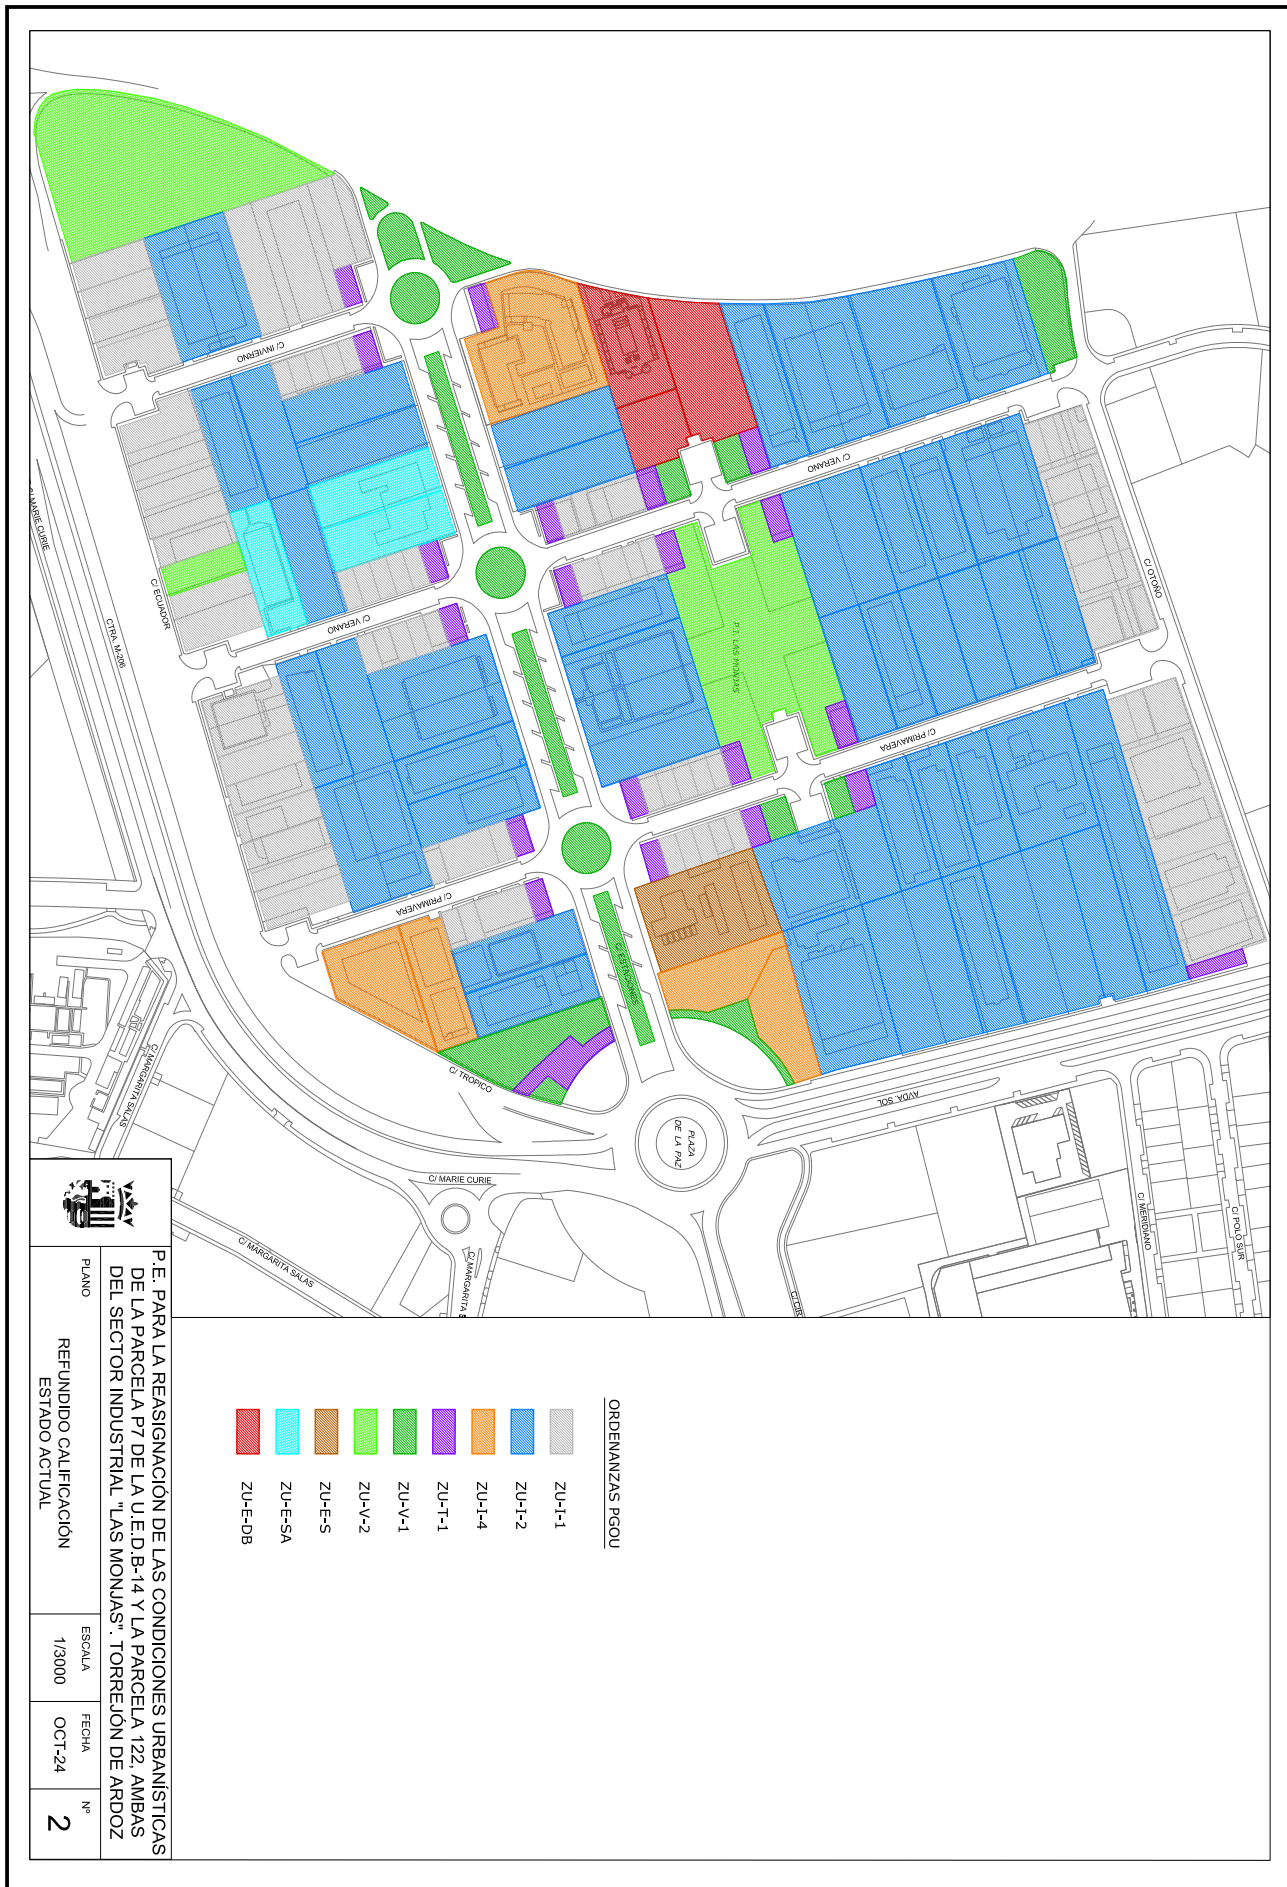 C/ INVIERNO
C/ VERANO
C/ OTOÑO
C/ MARIE CURIE
C/ ECUADOR
CTRA. M-206
C/ VERANO
P.I. LAS MONJAS
C/ PRIMAVERA
C/ PRIMAVERA
C/ ESTACIONES
C/ TROPICO
AVDA. SOL
C/ MARGARITA SALAS
PLAZA
DE LA PAZ
C/ MARIE CURIE
C/ MERIDIANO
C/ POLO SUR
C/ MARGARITA SALAS
C/ MARGARITA S
C/ CIR
ORDENANZAS PGOU
ZU-I-1
ZU-I-2
ZU-I-4
ZU-T-1
ZU-V-1
ZU-V-2
ZU-E-S
ZU-E-SA
ZU-E-DB
P.E. PARA LA REASIGNACIÓN DE LAS CONDICIONES URBANÍSTICAS
DE LA PARCELA P7 DE LA U.E.D.B-14 Y LA PARCELA 122, AMBAS
DEL SECTOR INDUSTRIAL "LAS MONJAS". TORREJÓN DE ARDOZ
PLANO
REFUNDIDO CALIFICACIÓN
ESTADO ACTUAL
ESCALA
1/3000
FECHA
OCT-24
Nº
2